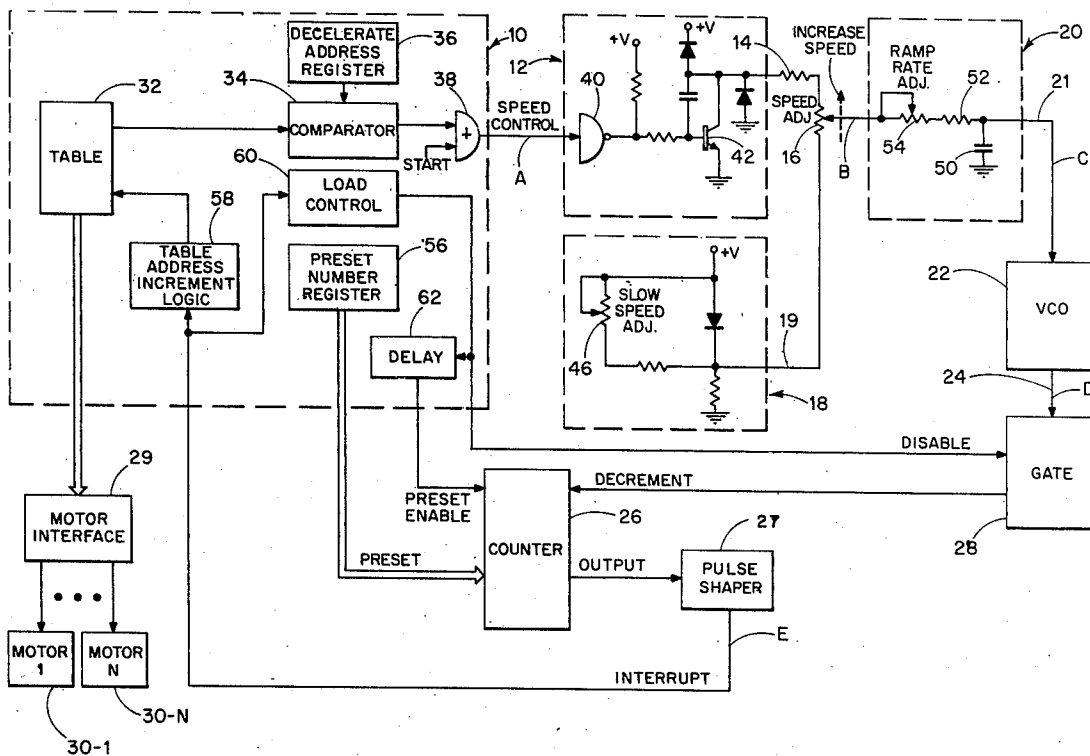 DECELERATE
ADDRESS
REGISTER
36
10
12
+V
+V
14
INCREASE
SPEED
20
32
34
38
40
RAMP
RATE
ADJ.
52
21
TABLE
COMPARATOR
+
SPEED
CONTROL
A
START
42
SPEED
ADJ.
16
B
54
50
C
60
LOAD
CONTROL
58
TABLE
ADDRESS
INCREMENT
LOGIC
56
PRESET
NUMBER
REGISTER
+V
SLOW
SPEED
ADJ.
46
19
18
22
VCO
62
DELAY
24
D
DISABLE
GATE
28
29
MOTOR
INTERFACE
PRESET
ENABLE
DECREMENT
26
COUNTER
PRESET
OUTPUT
27
PULSE
SHAPER
E
MOTOR
1
MOTOR
N
INTERRUPT
30-N
30-1